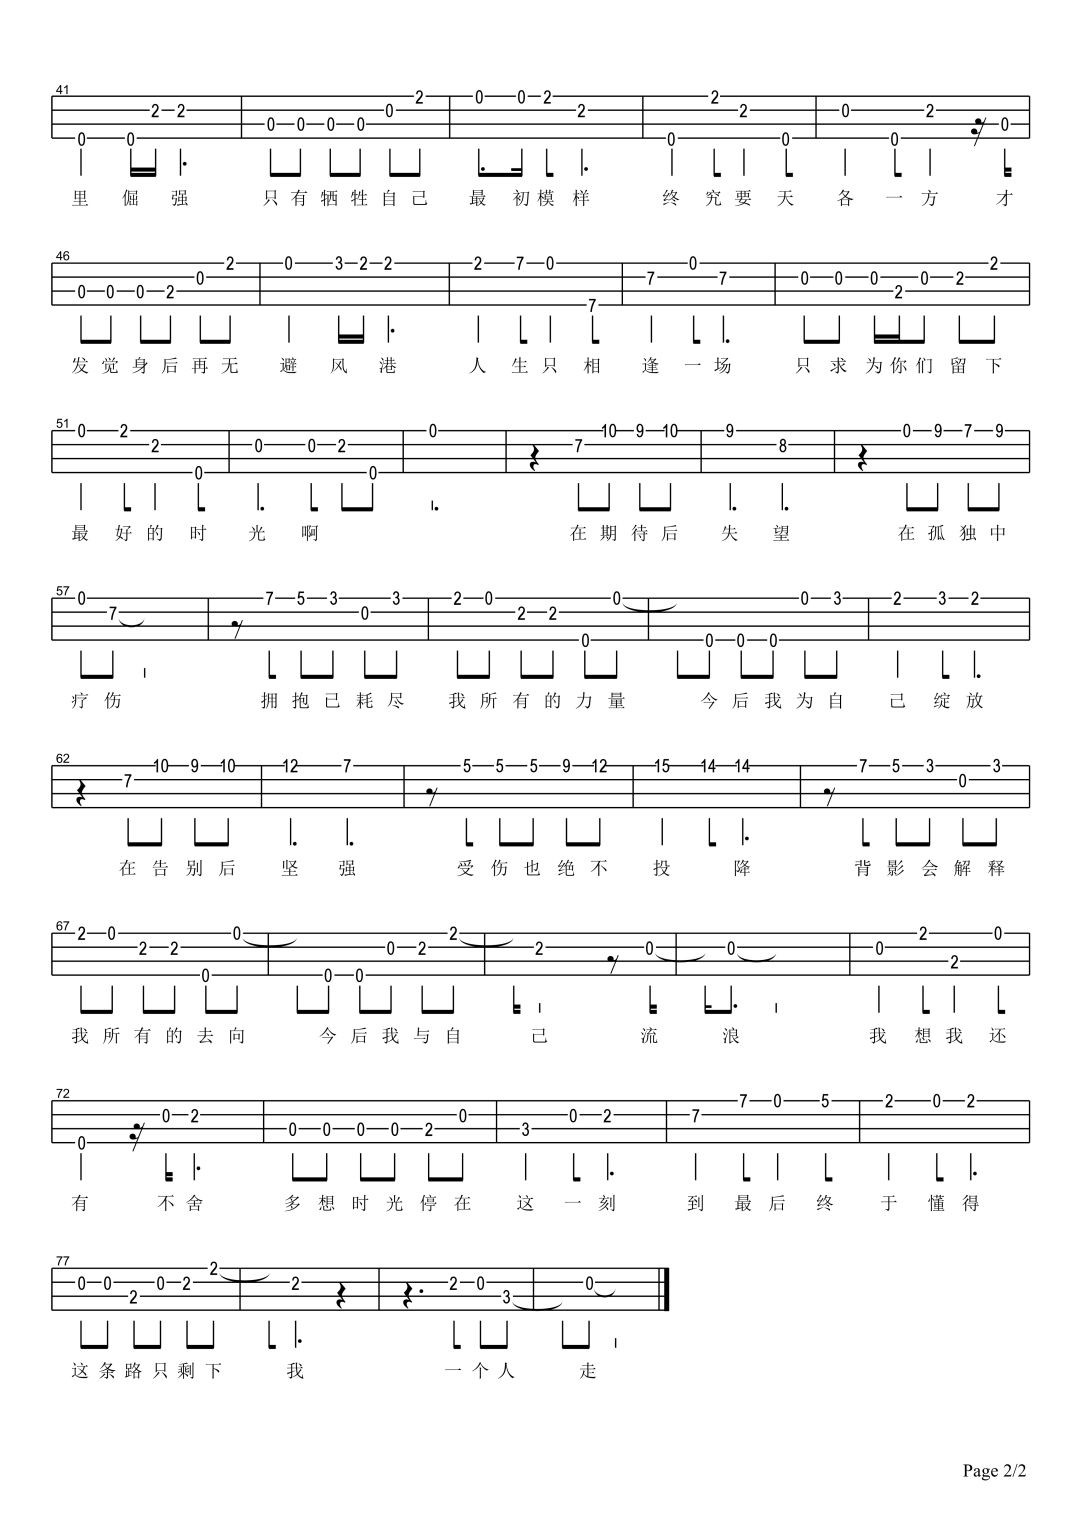 41
0 0 2 2 0 0 0 0 0 2 0 0 2 2 0 2 2 0 0 0 2 0
里 倔 强 只 有 牺 牲 自 己 最 初 模 样 终 究 要 天 各 一 方 才
46
0 0 0 2 0 2 0 3 2 2 2 7 0 7 7 0 7 0 0 0 2 0 2 2
发 觉 身 后 再 无 避 风 港 人 生 只 相 逢 一 场 只 求 为 你 们 留 下
51
0 2 2 0 0 0 2 0 0 7 10 9 10 9 8 0 9 7 9
最 好 的 时 光 啊 在 期 待 后 失 望 在 孤 独 中
57
0 7 7 5 3 0 3 2 0 2 2 0 0 0 0 0 0 3 2 3 2
疗 伤 拥 抱 已 耗 尽 我 所 有 的 力 量 今 后 我 为 自 己 绽 放
62
7 10 9 10 12 7 5 5 5 9 12 15 14 14 7 5 3 0 3
在 告 别 后 坚 强 受 伤 也 绝 不 投 降 背 影 会 解 释
67
2 0 2 2 0 0 0 0 0 2 2 2 0 0 0 2 2 0
我 所 有 的 去 向 今 后 我 与 自 己 流 浪 我 想 我 还
72
0 0 2 0 0 0 0 2 0 3 0 2 7 7 0 5 2 0 2
有 不 舍 多 想 时 光 停 在 这 一 刻 到 最 后 终 于 懂 得
77
0 0 2 0 2 2 2 2 0 3 0
这 条 路 只 剩 下 我 一 个 人 走
Page 2/2